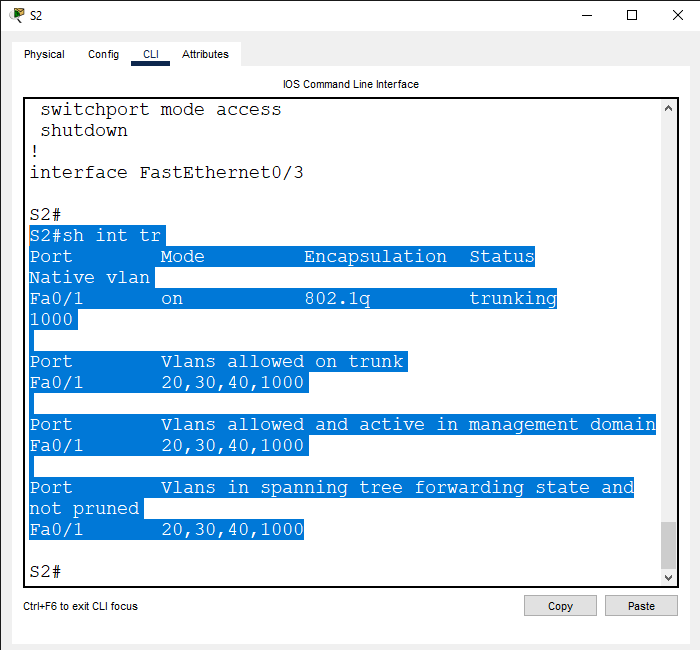 S2
Physical Config CLI Attributes
IOS Command Line Interface
switchport mode access
shutdown
!
interface FastEthernet0/3
S2#
S2#sh int tr
Port Mode Encapsulation Status
Native vlan
Fa0/1 on 802.1q trunking
1000
Port Vlans allowed on trunk
Fa0/1 20,30,40,1000
Port Vlans allowed and active in management domain
Fa0/1 20,30,40,1000
Port Vlans in spanning tree forwarding state and
not pruned
Fa0/1 20,30,40,1000
S2#
Ctrl+F6 to exit CLI focus Copy Paste